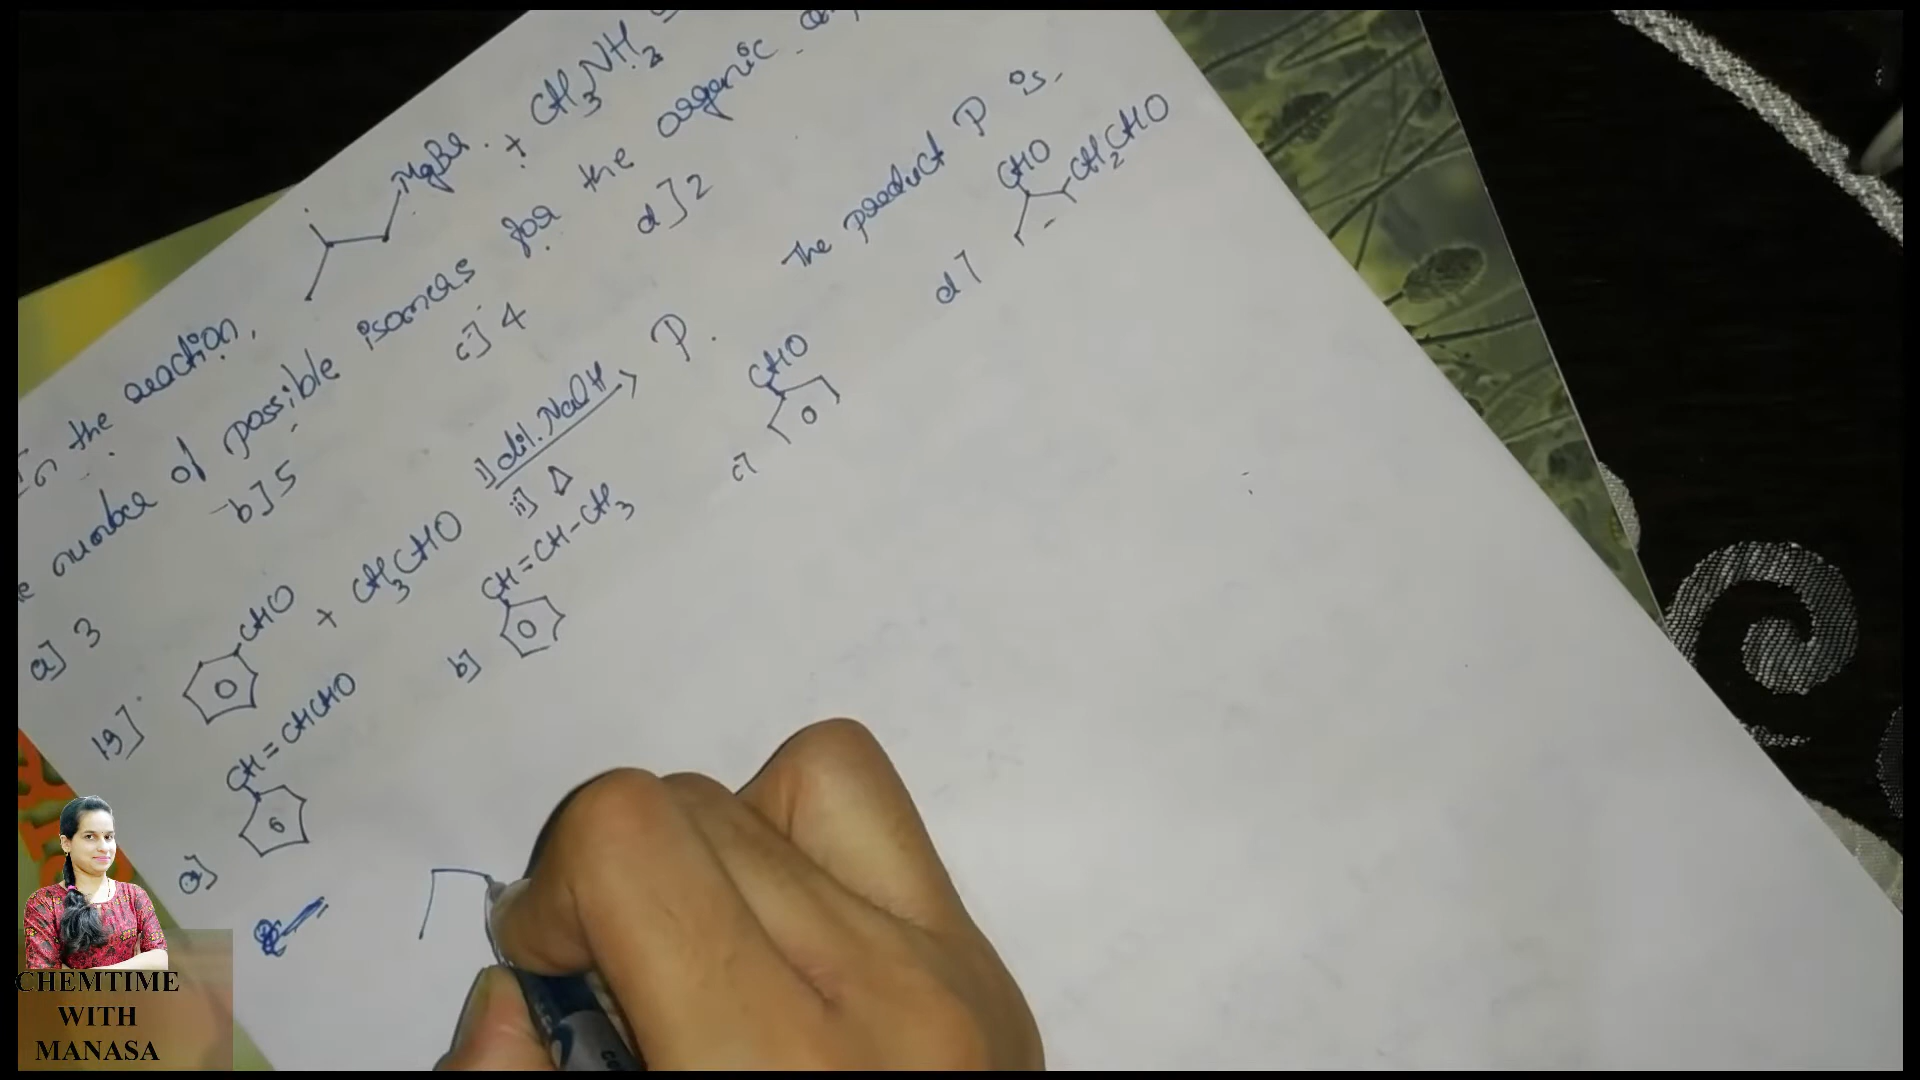 In the reaction, MgBr + CH3NH2
number of possible isomers for the organic
a] 3 b] 5 c] 4 d] 2
19] CHO + CH3CHO i] dil. NaOH ii] Δ P. The product P is.
a] CH=CHCHO b] CH=CH-CH3 c] CHO d] CHO CH2CHO
CHEMTIME
WITH
MANASA